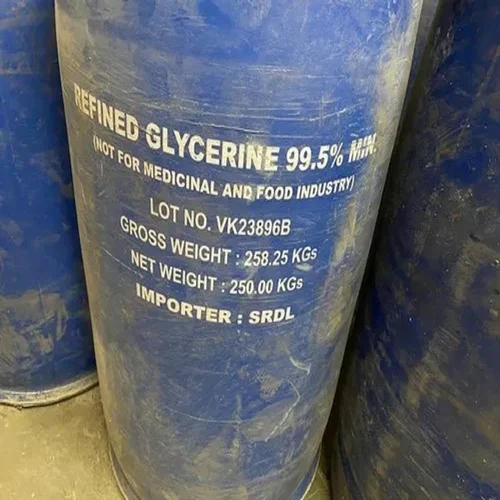 REFINED GLYCERINE 99.5% MIN.
(NOT FOR MEDICINAL AND FOOD INDUSTRY)
LOT NO. VK23896B
GROSS WEIGHT : 258.25 KGs
NET WEIGHT : 250.00 KGs
IMPORTER : SRDL